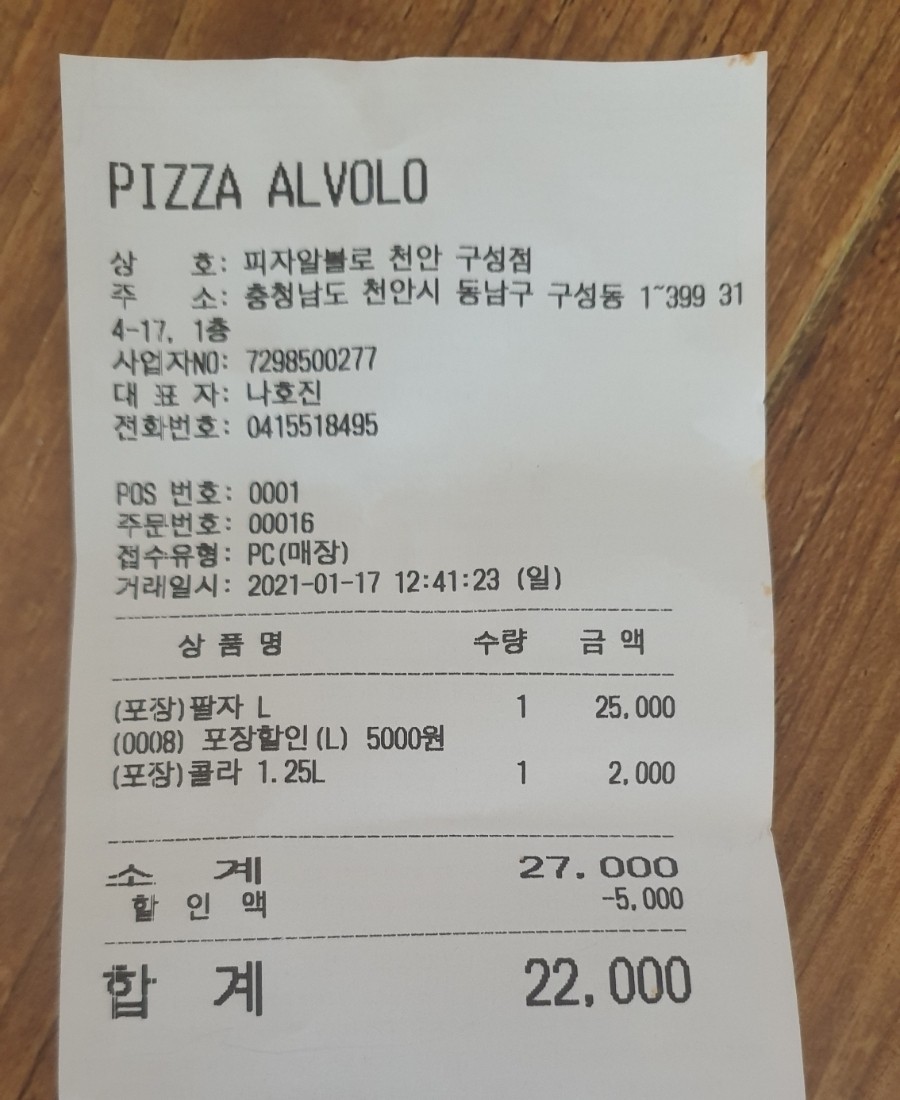 PIZZA ALVOLO
상 호: 피자알볼로 천안 구성점
주 소: 충청남도 천안시 동남구 구성동 1~399 31
4-17, 1층
사업자NO: 7298500277
대 표 자: 나호진
전화번호: 0415518495
POS 번호: 0001
주문번호: 00016
접수유형: PC(매장)
거래일시: 2021-01-17 12:41:23 (일)
상 품 명 수량 금 액
(포장)팔자 L 1 25,000
(0008) 포장할인(L) 5000원
(포장)콜라 1.25L 1 2,000
소 계 27.000
할 인 액 -5,000
합 계 22,000